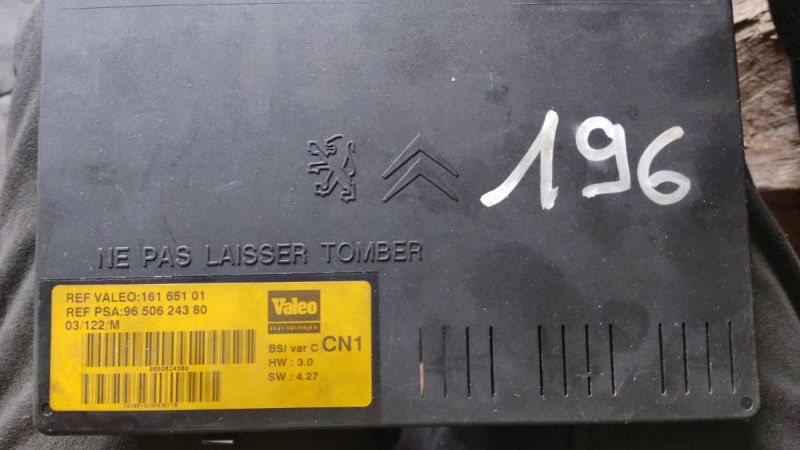 196
NE PAS LAISSER TOMBER
REF VALEO:161 651 01
REF PSA:96 506 243 80
03/122/M
9650624380
Valeo
BSI var C CN1
HW : 3.0
SW : 4.27